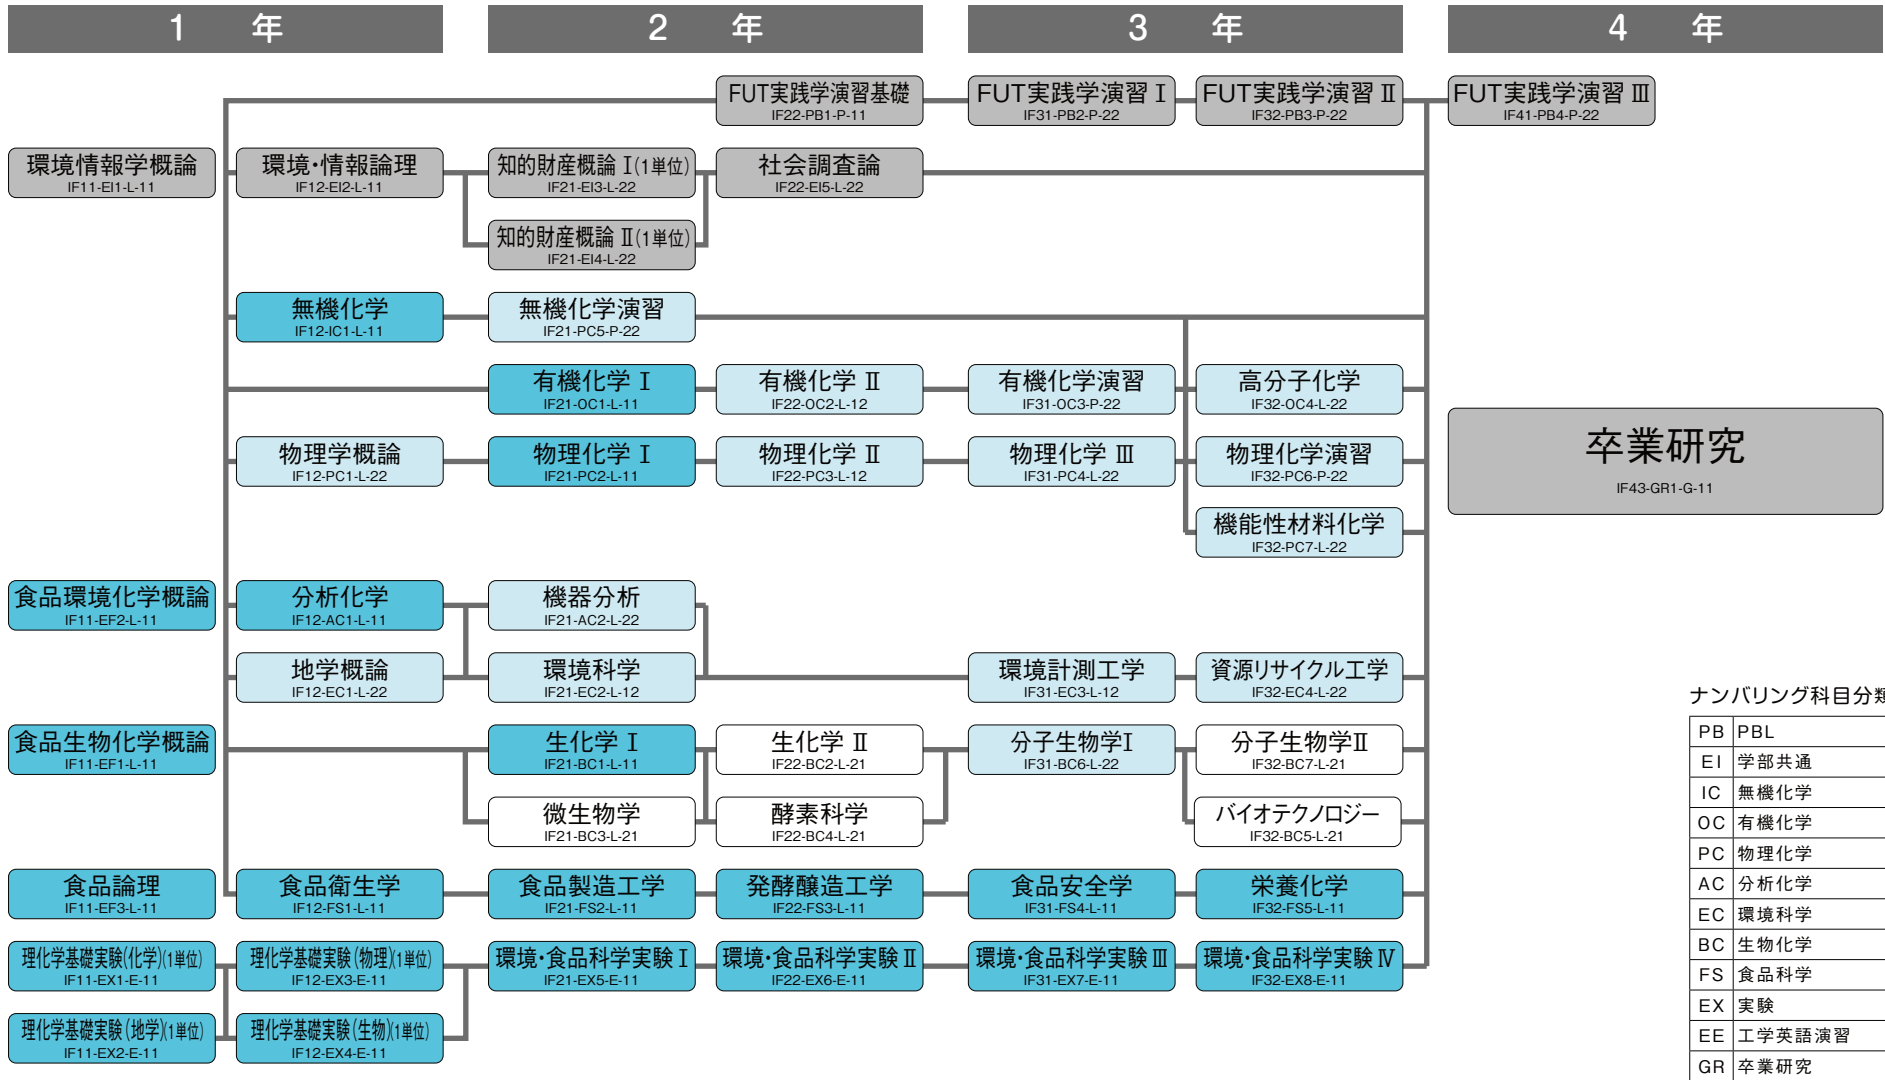 1 年
2 年
3 年
4 年
FUT実践学演習基礎
IF22-PB1-P-11
FUT実践学演習 Ⅰ
IF31-PB2-P-22
FUT実践学演習 Ⅱ
IF32-PB3-P-22
FUT実践学演習 Ⅲ
IF41-PB4-P-22
環境情報学概論
IF11-EI1-L-11
環境・情報論理
IF12-EI2-L-11
知的財産概論 Ⅰ(1単位)
IF21-EI3-L-22
社会調査論
IF22-EI5-L-22
知的財産概論 Ⅱ(1単位)
IF21-EI4-L-22
無機化学
IF12-IC1-L-11
無機化学演習
IF21-PC5-P-22
有機化学 Ⅰ
IF21-OC1-L-11
有機化学 Ⅱ
IF22-OC2-L-12
有機化学演習
IF31-OC3-P-22
高分子化学
IF32-OC4-L-22
物理学概論
IF12-PC1-L-22
物理化学 Ⅰ
IF21-PC2-L-11
物理化学 Ⅱ
IF22-PC3-L-12
物理化学 Ⅲ
IF31-PC4-L-22
物理化学演習
IF32-PC6-P-22
卒業研究
IF43-GR1-G-11
機能性材料化学
IF32-PC7-L-22
食品環境化学概論
IF11-EF2-L-11
分析化学
IF12-AC1-L-11
機器分析
IF21-AC2-L-22
地学概論
IF12-EC1-L-22
環境科学
IF21-EC2-L-12
環境計測工学
IF31-EC3-L-12
資源リサイクル工学
IF32-EC4-L-22
食品生物化学概論
IF11-EF1-L-11
生化学 Ⅰ
IF21-BC1-L-11
生化学 Ⅱ
IF22-BC2-L-21
分子生物学Ⅰ
IF31-BC6-L-22
分子生物学Ⅱ
IF32-BC7-L-21
微生物学
IF21-BC3-L-21
酵素科学
IF22-BC4-L-21
バイオテクノロジー
IF32-BC5-L-21
食品論理
IF11-EF3-L-11
食品衛生学
IF12-FS1-L-11
食品製造工学
IF21-FS2-L-11
発酵醸造工学
IF22-FS3-L-11
食品安全学
IF31-FS4-L-11
栄養化学
IF32-FS5-L-11
理化学基礎実験(化学)(1単位)
IF11-EX1-E-11
理化学基礎実験(物理)(1単位)
IF12-EX3-E-11
環境・食品科学実験 Ⅰ
IF21-EX5-E-11
環境・食品科学実験 Ⅱ
IF22-EX6-E-11
環境・食品科学実験 Ⅲ
IF31-EX7-E-11
環境・食品科学実験 Ⅳ
IF32-EX8-E-11
理化学基礎実験(地学)(1単位)
IF11-EX2-E-11
理化学基礎実験(生物)(1単位)
IF12-EX4-E-11
ナンバリング科目分類
PB PBL
EI 学部共通
IC 無機化学
OC 有機化学
PC 物理化学
AC 分析化学
EC 環境科学
BC 生物化学
FS 食品科学
EX 実験
EE 工学英語演習
GR 卒業研究